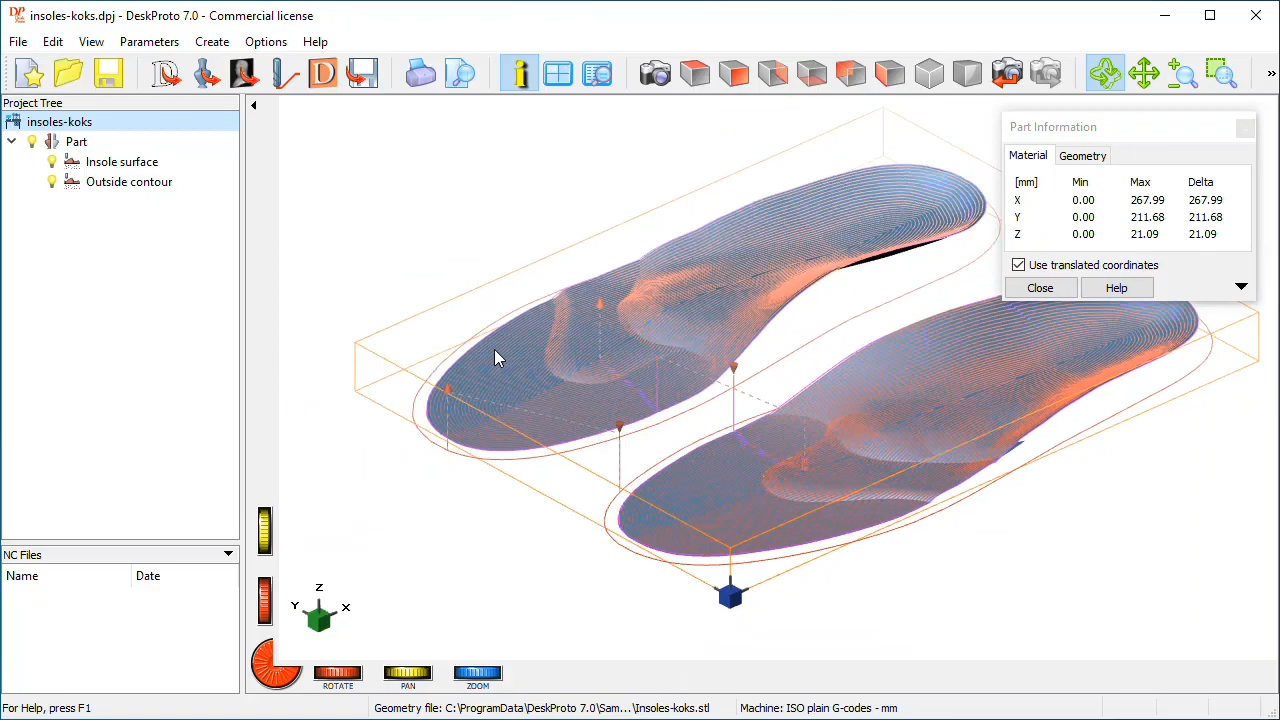 insoles-koks.dpj - DeskProto 7.0 - Commercial license
File Edit View Parameters Create Options Help
Project Tree
insoles-koks
Part
Insole surface
Outside contour
Part Information
Material Geometry
[mm] Min Max Delta
X 0.00 267.99 267.99
Y 0.00 211.68 211.68
Z 0.00 21.09 21.09
Use translated coordinates
Close Help
NC Files
Name Date
Z
Y X
ROTATE PAN ZOOM
For Help, press F1 Geometry file: C:\ProgramData\DeskProto 7.0\Sam...\Insoles-koks.stl Machine: ISO plain G-codes - mm